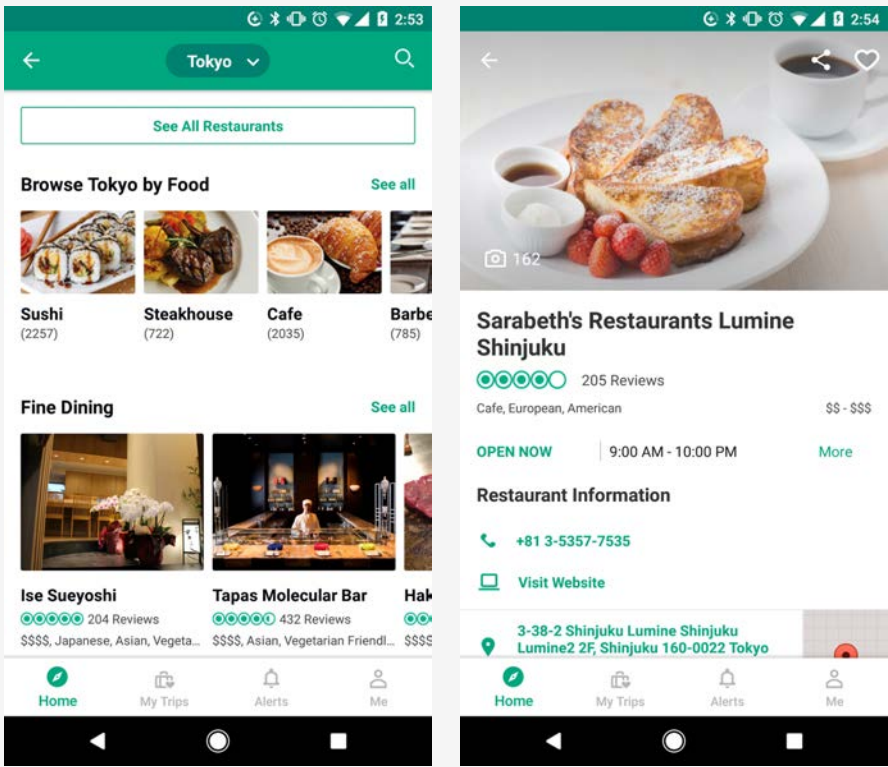 2:53
Tokyo
See All Restaurants
Browse Tokyo by Food
See all
Sushi
(2257)
Steakhouse
(722)
Cafe
(2035)
Barbe
(785)
Fine Dining
See all
Ise Sueyoshi
204 Reviews
$$$$, Japanese, Asian, Vegeta...
Tapas Molecular Bar
432 Reviews
$$$$, Asian, Vegetarian Friendl...
Hak
$$$$
Home
My Trips
Alerts
Me
2:54
162
Sarabeth's Restaurants Lumine
Shinjuku
205 Reviews
Cafe, European, American
$$ - $$$
OPEN NOW
9:00 AM - 10:00 PM
More
Restaurant Information
+81 3-5357-7535
Visit Website
3-38-2 Shinjuku Lumine Shinjuku
Lumine2 2F, Shinjuku 160-0022 Tokyo
Home
My Trips
Alerts
Me